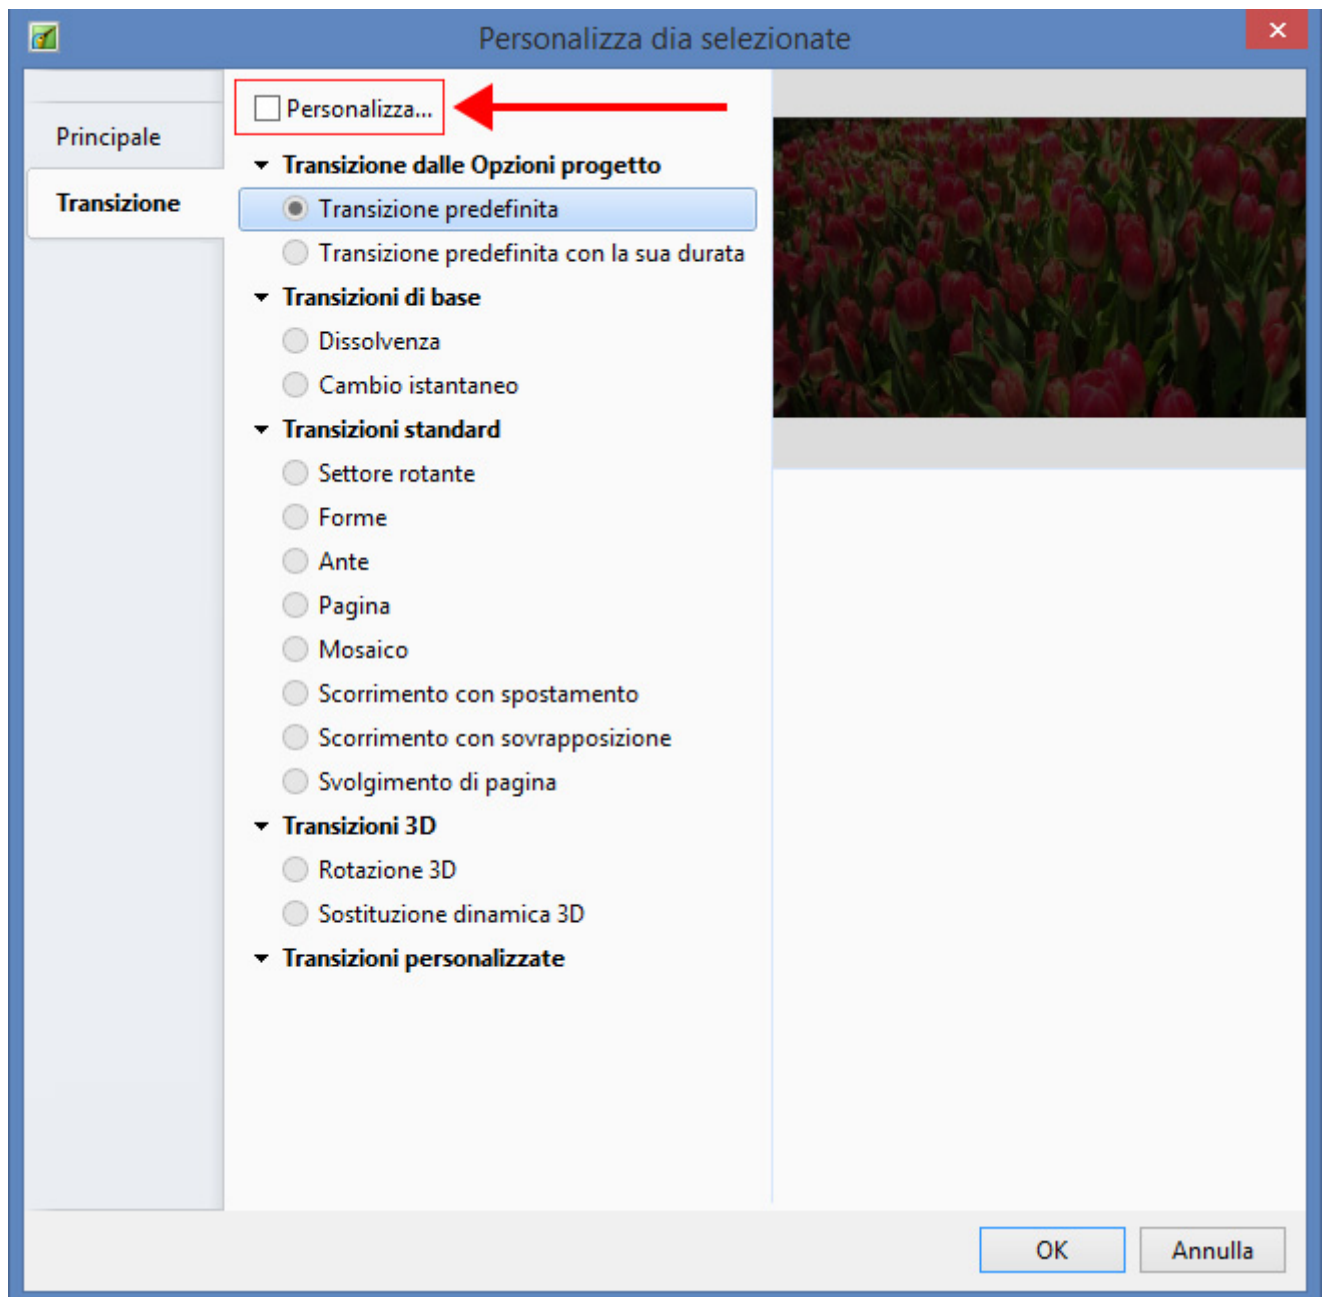 Personalizza dia selezionate
Personalizza...
Principale
Transizione
Transizione dalle Opzioni progetto
Transizione predefinita
Transizione predefinita con la sua durata
Transizioni di base
Dissolvenza
Cambio istantaneo
Transizioni standard
Settore rotante
Forme
Ante
Pagina
Mosaico
Scorrimento con spostamento
Scorrimento con sovrapposizione
Svolgimento di pagina
Transizioni 3D
Rotazione 3D
Sostituzione dinamica 3D
Transizioni personalizzate
OK
Annulla